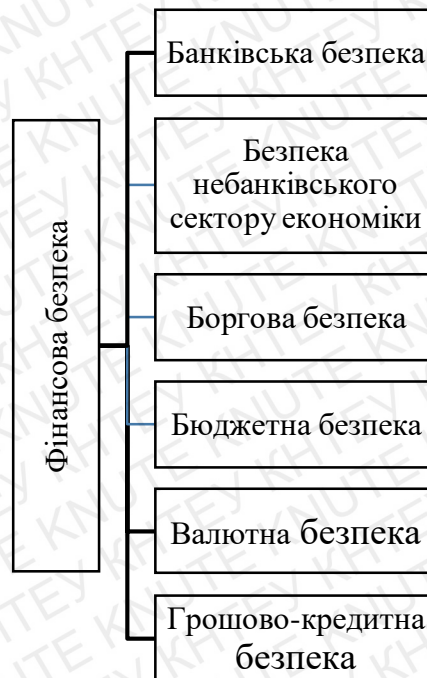 Фінансова безпека
Банківська безпека
Безпека
небанківського
сектору економіки
Боргова безпека
Бюджетна безпека
Валютна безпека
Грошово-кредитна
безпека